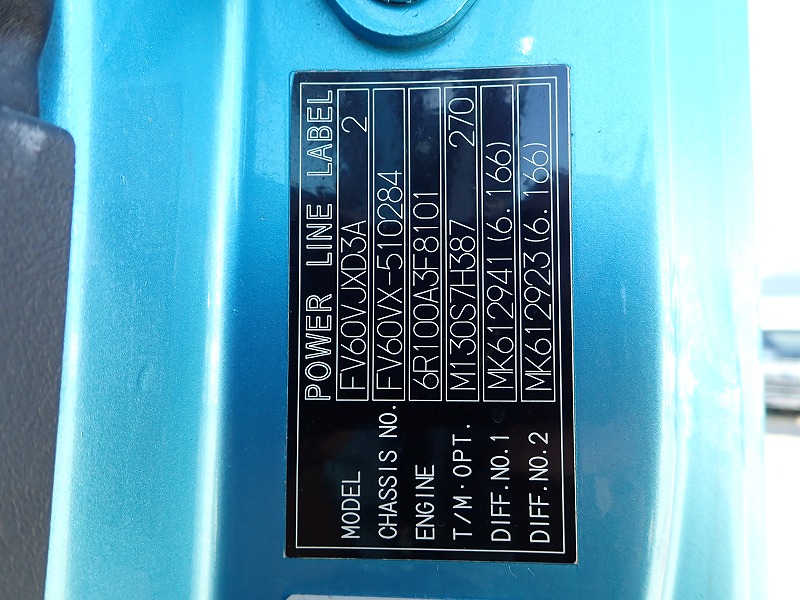 POWER LINE LABEL
MODEL FV60VJXD3A 2
CHASSIS NO. FV60VX-510284
ENGINE 6R100A3F8101
T/M·OPT. M130S7H387 270
DIFF.NO.1 MK612941(6.166)
DIFF.NO.2 MK612923(6.166)